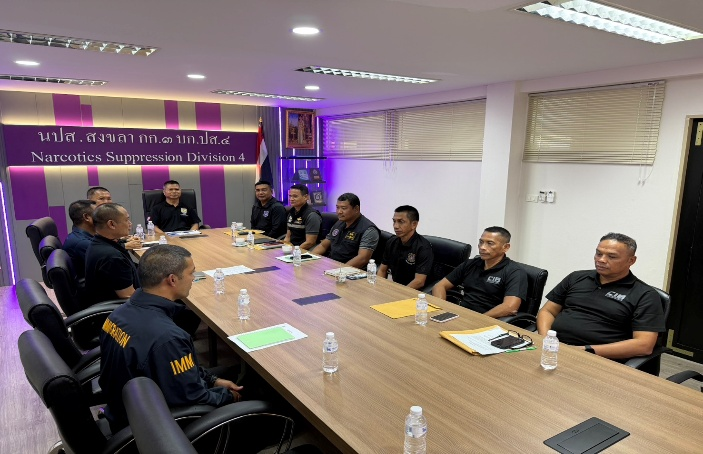 นปส. สงขลา กก.๓ บก.ปส.๔
Narcotics Suppression Division 4
IMMIGRATION
IMM
CIB
CIB